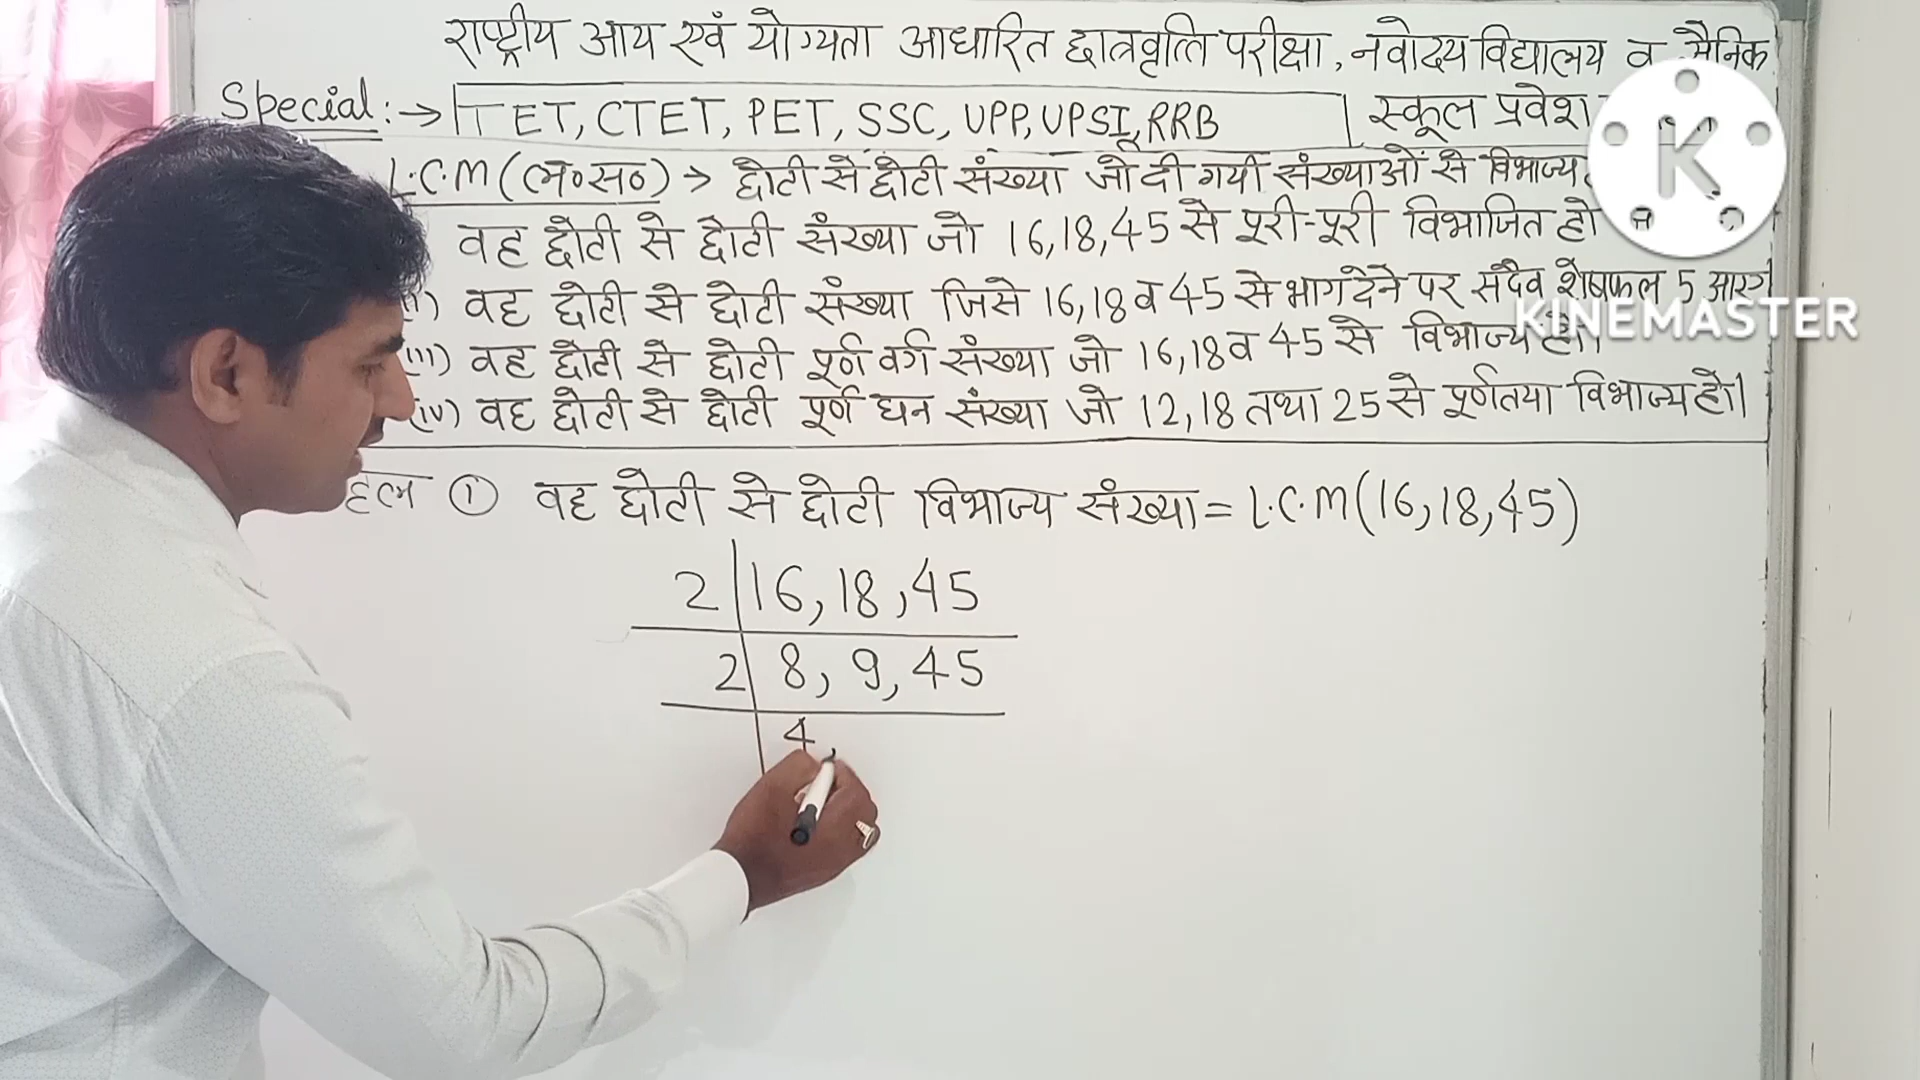 राष्ट्रीय आय एवं योग्यता आधारित छात्रवृत्ति परीक्षा, नवोदय विद्यालय व सैनिक
Special:→ TET, CTET, PET, SSC, UPP, UPSI, RRB स्कूल प्रवेश
L.C.M (ल०स०) → छोटी से छोटी संख्या जो दी गयी संख्याओं से विभाज्य
वह छोटी से छोटी संख्या जो 16,18,45 से पूरी-पूरी विभाजित हो
वह छोटी से छोटी संख्या जिसे 16,18 व 45 से भाग देने पर सदैव शेषफल 5 आए।
(III) वह छोटी से छोटी पूर्ण वर्ग संख्या जो 16,18 व 45 से विभाज्य हो।
(IV) वह छोटी से छोटी पूर्ण घन संख्या जो 12,18 तथा 25 से पूर्णतया विभाज्य हो।
हल ① वह छोटी से छोटी विभाज्य संख्या = L.C.M (16,18,45)
2 | 16, 18, 45
2 | 8, 9, 45
4,
K
KINEMASTER